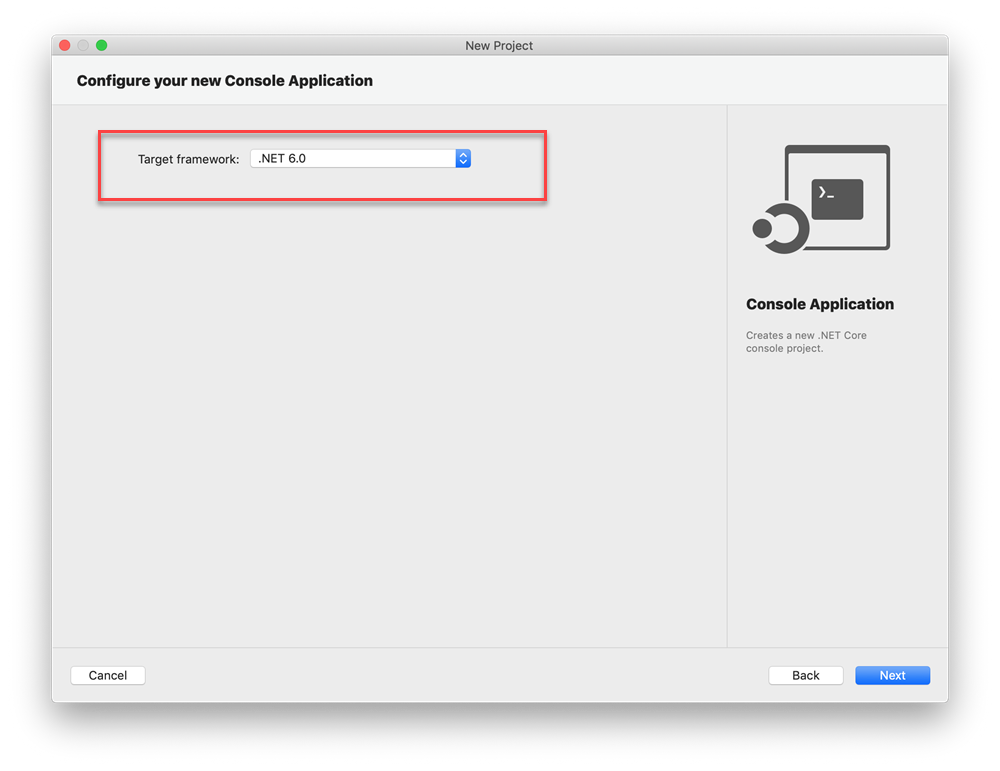 New Project
Configure your new Console Application
Target framework: .NET 6.0
❯_
Console Application
Creates a new .NET Core
console project.
Cancel
Back
Next